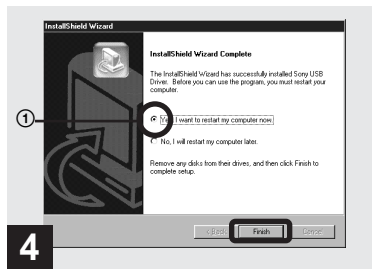 InstallShield Wizard
InstallShield Wizard Complete
The InstallShield Wizard has successfully installed Sony USB
Driver. Before you can use the program, you must restart your
computer.
1
Yes, I want to restart my computer now.
No, I will restart my computer later.
Remove any disks from their drives, and then click Finish to
complete setup.
< Back Finish Cancel
4